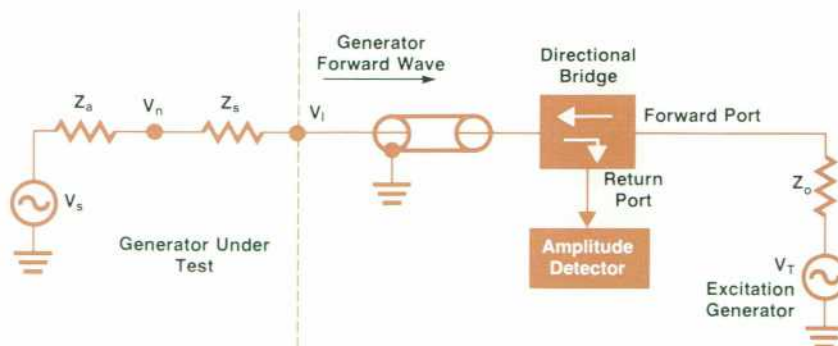 Generator
Forward Wave
Directional
Bridge
Za
Vn
Zs
Vl
Forward Port
Return
Port
Zo
Vs
Generator Under
Test
Amplitude
Detector
VT
Excitation
Generator